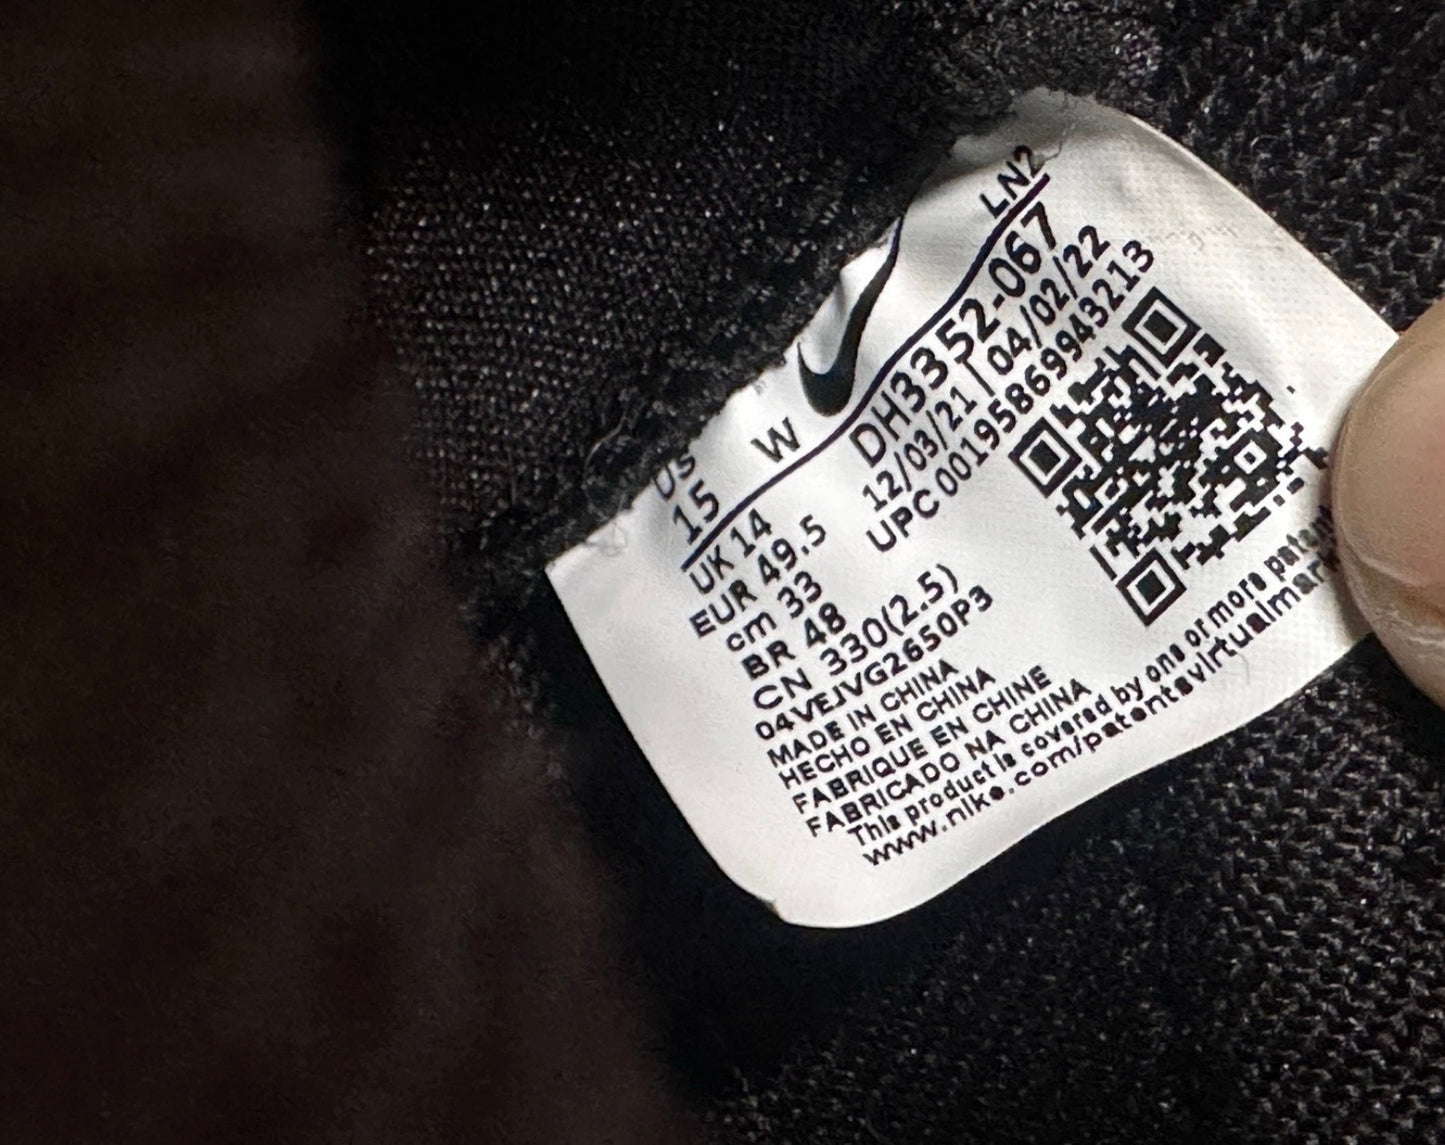 US W LN2
15
UK 14 DH3352-067
EUR 49.5 12/03/21 | 04/02/22
cm 33 UPC 00195869943213
BR 48
CN 330(2.5)
04VEJVG2650P3
MADE IN CHINA
HECHO EN CHINA
FABRIQUE EN CHINE
FABRICADO NA CHINA
This product is covered by one or more
www.nike.com/patentsvirtualmar